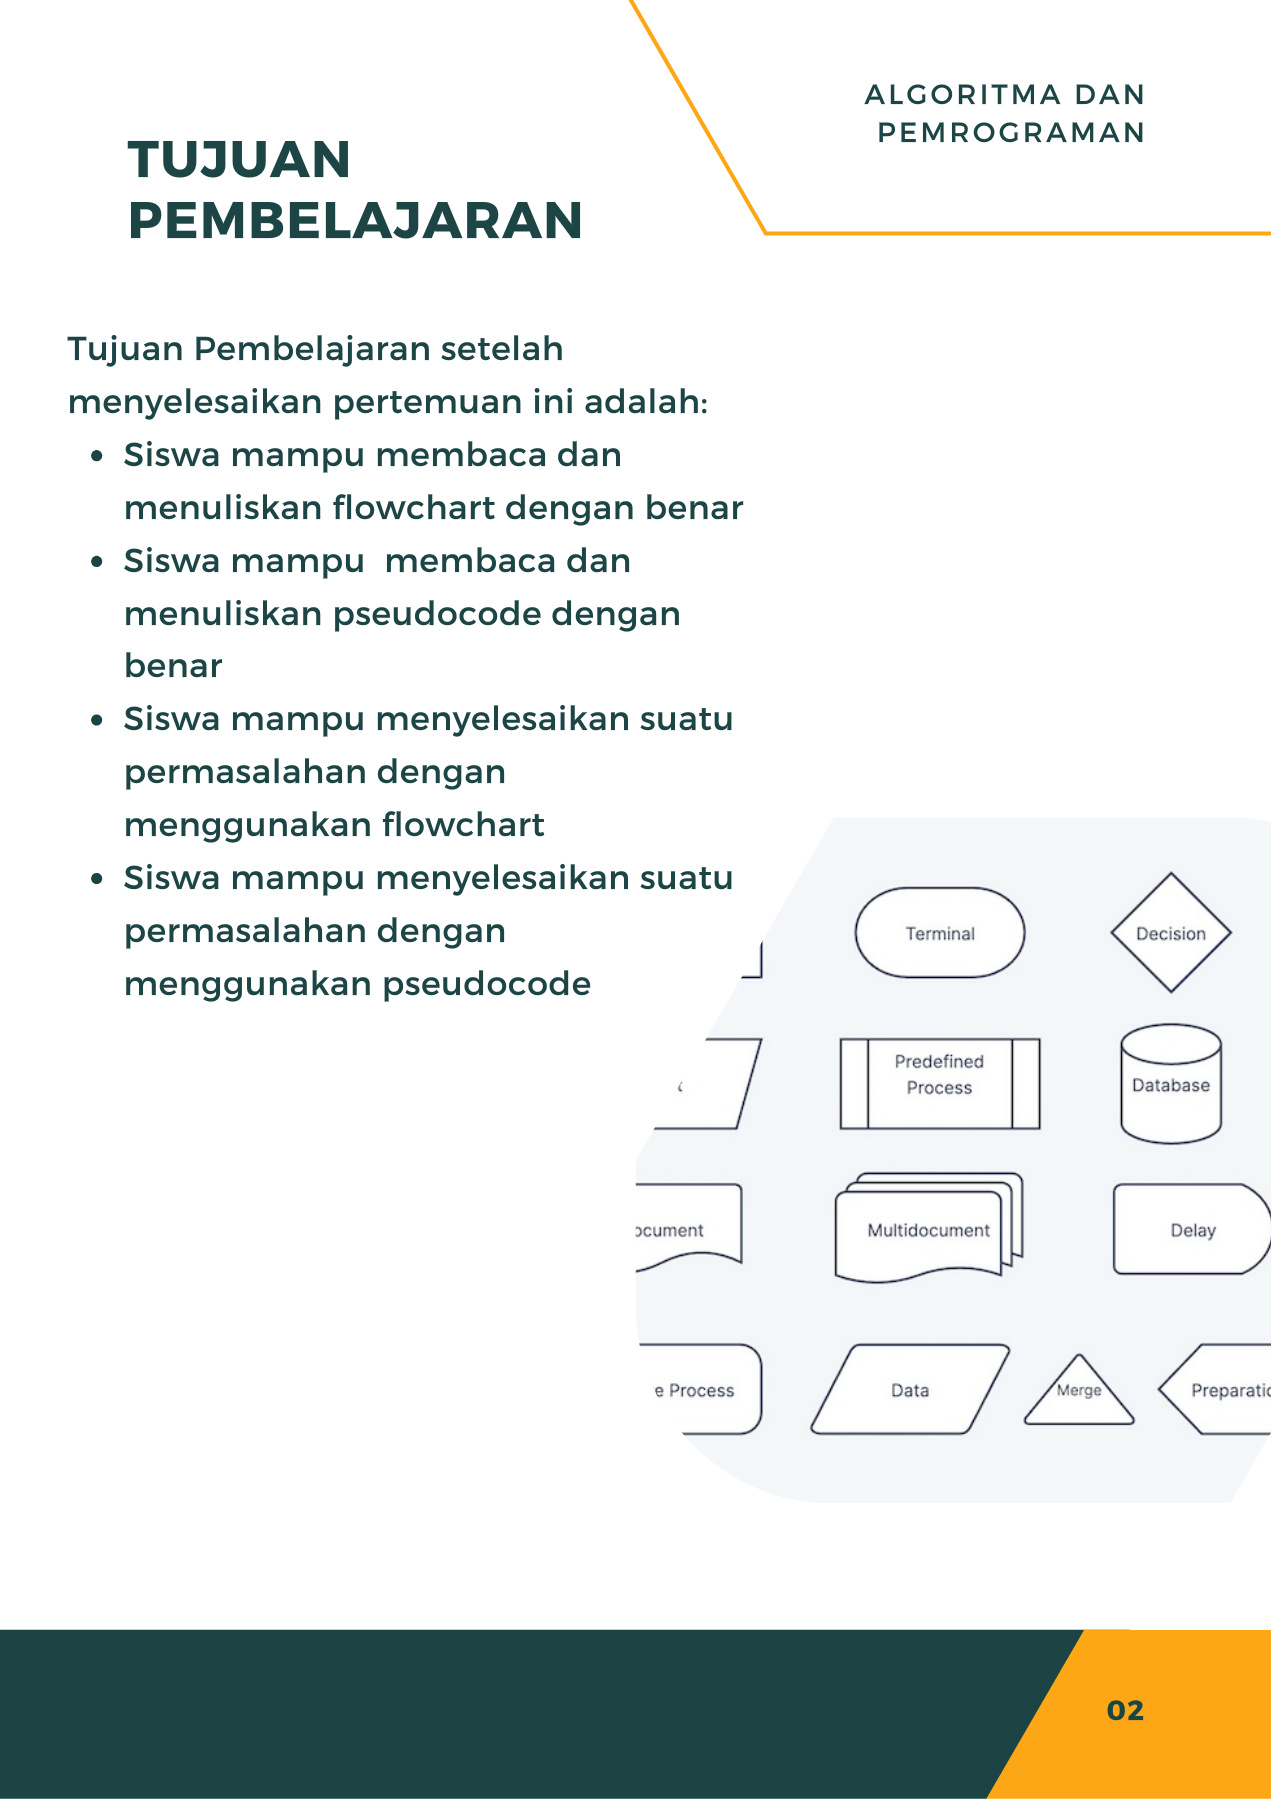 ALGORITMA DAN
PEMROGRAMAN
TUJUAN
PEMBELAJARAN
Tujuan Pembelajaran setelah
menyelesaikan pertemuan ini adalah:
• Siswa mampu membaca dan
menuliskan flowchart dengan benar
• Siswa mampu  membaca dan
menuliskan pseudocode dengan
benar
• Siswa mampu menyelesaikan suatu
permasalahan dengan
menggunakan flowchart
• Siswa mampu menyelesaikan suatu
permasalahan dengan
menggunakan pseudocode
Terminal
Decision
Predefined
Process
Database
ocument
Multidocument
Delay
e Process
Data
Merge
Preparatio
02